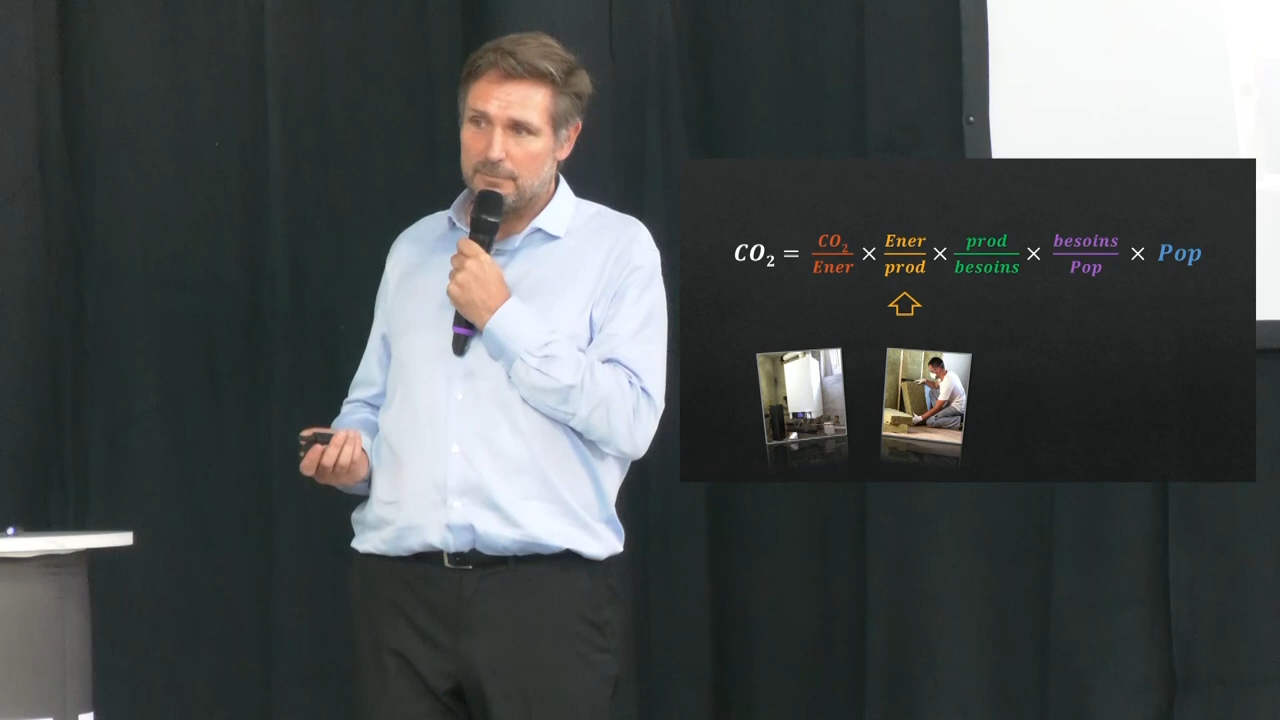 CO₂ = CO₂/Ener × Ener/prod × prod/besoins × besoins/Pop × Pop